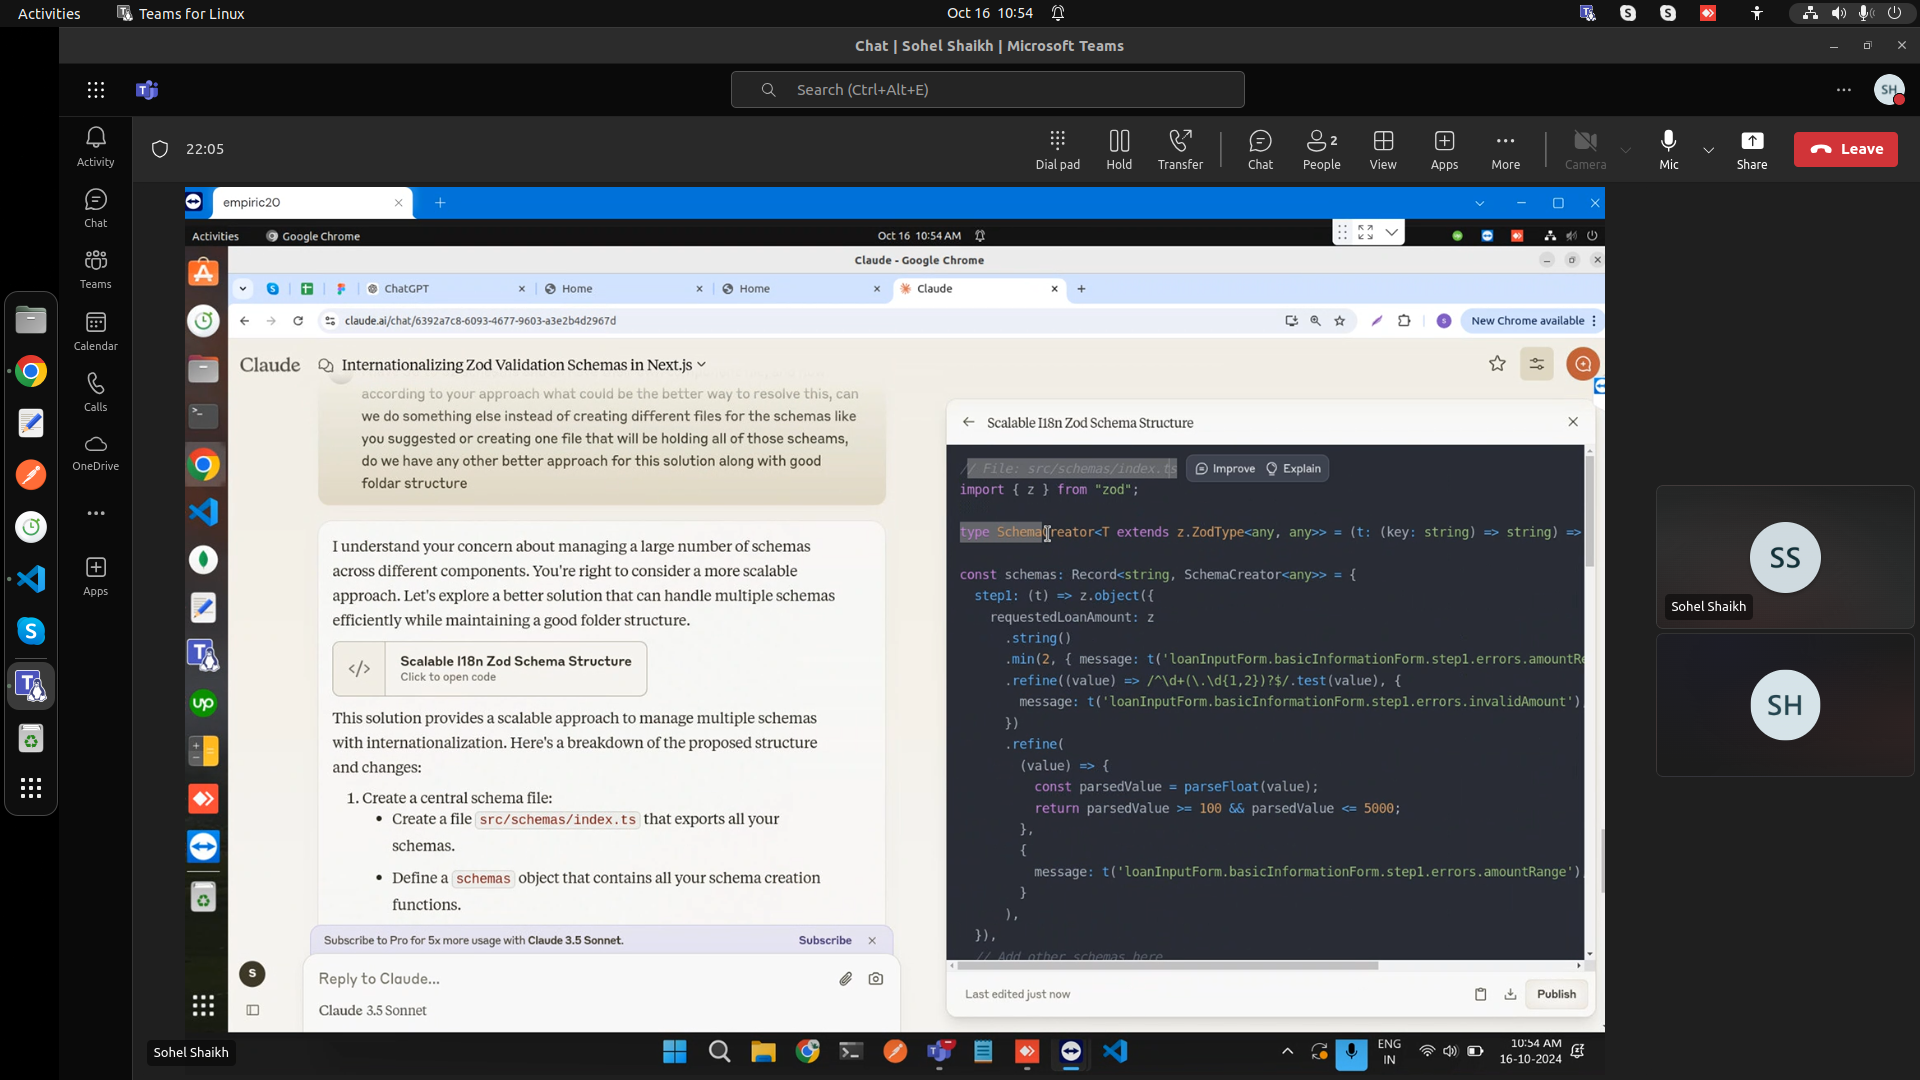 Activities
Teams for Linux
Oct 16 10:54
Chat | Sohel Shaikh | Microsoft Teams
Search (Ctrl+Alt+E)
SH
Activity
Chat
Teams
Calendar
Calls
OneDrive
Apps
22:05
Dial pad
Hold
Transfer
Chat
2
People
View
Apps
More
Camera
Mic
Share
Leave
empiric20
Activities
Google Chrome
Oct 16 10:54 AM
Claude - Google Chrome
ChatGPT
Home
Home
Claude
claude.ai/chat/6392a7c8-6093-4677-9603-a3e2b4d2967d
S
New Chrome available
Claude
Internationalizing Zod Validation Schemas in Next.js
according to your approach what could be the better way to resolve this, can
we do something else instead of creating different files for the schemas like
you suggested or creating one file that will be holding all of those scheams,
do we have any other better approach for this solution along with good
foldar structure
I understand your concern about managing a large number of schemas
across different components. You're right to consider a more scalable
approach. Let's explore a better solution that can handle multiple schemas
efficiently while maintaining a good folder structure.
</>
Scalable I18n Zod Schema Structure
Click to open code
This solution provides a scalable approach to manage multiple schemas
with internationalization. Here's a breakdown of the proposed structure
and changes:
1. Create a central schema file:
• Create a file src/schemas/index.ts that exports all your
schemas.
• Define a schemas object that contains all your schema creation
functions.
Subscribe to Pro for 5x more usage with Claude 3.5 Sonnet.
Subscribe
S
Reply to Claude...
Claude 3.5 Sonnet
Scalable I18n Zod Schema Structure
// File: src/schemas/index.ts
Improve
Explain
import { z } from "zod";
type SchemaCreator<T extends z.ZodType<any, any>> = (t: (key: string) => string) =>
const schemas: Record<string, SchemaCreator<any>> = {
step1: (t) => z.object({
requestedLoanAmount: z
.string()
.min(2, { message: t('loanInputForm.basicInformationForm.step1.errors.amountRe
.refine((value) => /^\d+(\.\d{1,2})?$/.test(value), {
message: t('loanInputForm.basicInformationForm.step1.errors.invalidAmount'),
})
.refine(
(value) => {
const parsedValue = parseFloat(value);
return parsedValue >= 100 && parsedValue <= 5000;
},
{
message: t('loanInputForm.basicInformationForm.step1.errors.amountRange'),
}
),
}),
// Add other schemas here
Last edited just now
Publish
SS
Sohel Shaikh
SH
Sohel Shaikh
ENG
IN
10:54 AM
16-10-2024